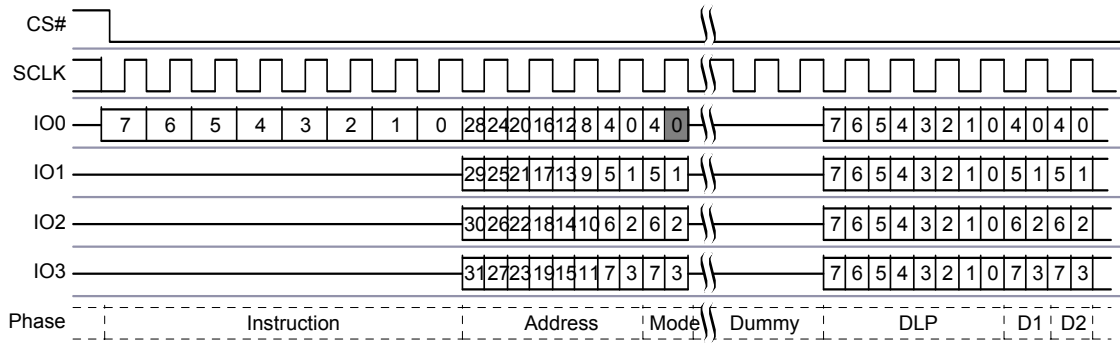 CS#
SCLK
IO0 7 6 5 4 3 2 1 0 28 24 20 16 12 8 4 0 4 0 7 6 5 4 3 2 1 0 4 0 4 0
IO1 29 25 21 17 13 9 5 1 5 1 7 6 5 4 3 2 1 0 5 1 5 1
IO2 30 26 22 18 14 10 6 2 6 2 7 6 5 4 3 2 1 0 6 2 6 2
IO3 31 27 23 19 15 11 7 3 7 3 7 6 5 4 3 2 1 0 7 3 7 3
Phase Instruction Address Mode Dummy DLP D1 D2